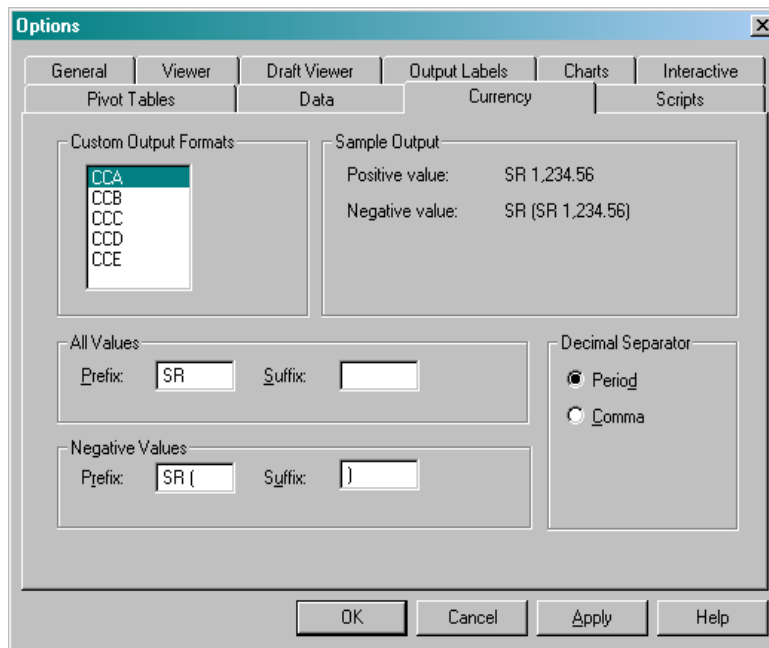 Options
General Viewer Draft Viewer Output Labels Charts Interactive
Pivot Tables Data Currency Scripts
Custom Output Formats
CCA
CCB
CCC
CCD
CCE
Sample Output
Positive value: SR 1,234.56
Negative value: SR (SR 1,234.56)
All Values
Prefix: SR Suffix:
Negative Values
Prefix: SR ( Suffix: )
Decimal Separator
Period
Comma
OK Cancel Apply Help